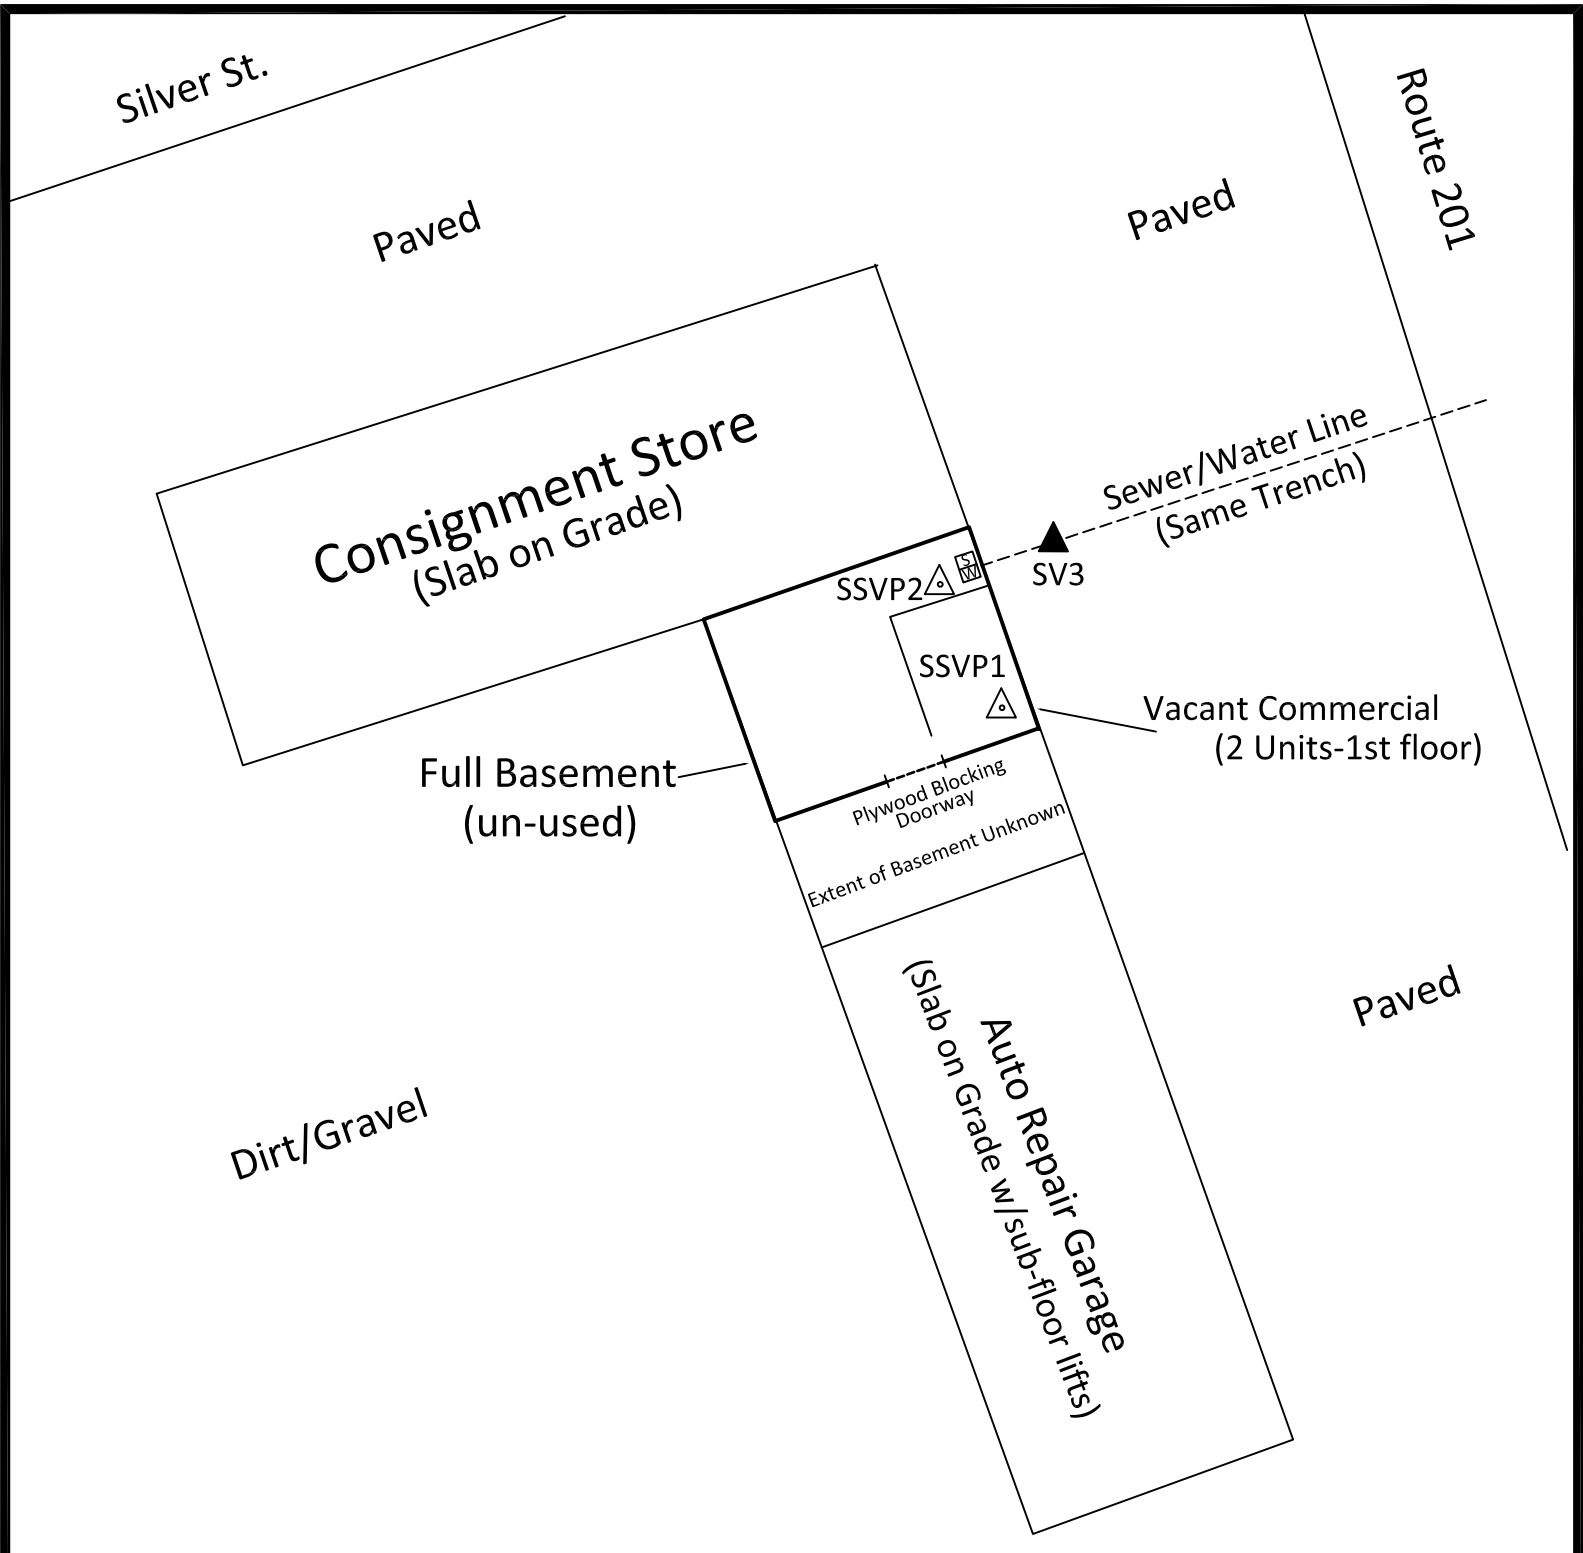 Silver St.
Route 201
Paved
Paved
Consignment Store
(Slab on Grade)
Sewer/Water Line
(Same Trench)
SV3
S
W
SSVP2
SSVP1
Vacant Commercial
(2 Units-1st floor)
Full Basement
(un-used)
Plywood Blocking
Doorway
Extent of Basement Unknown
Paved
Auto Repair Garage
(Slab on Grade w/sub-floor lifts)
Dirt/Gravel